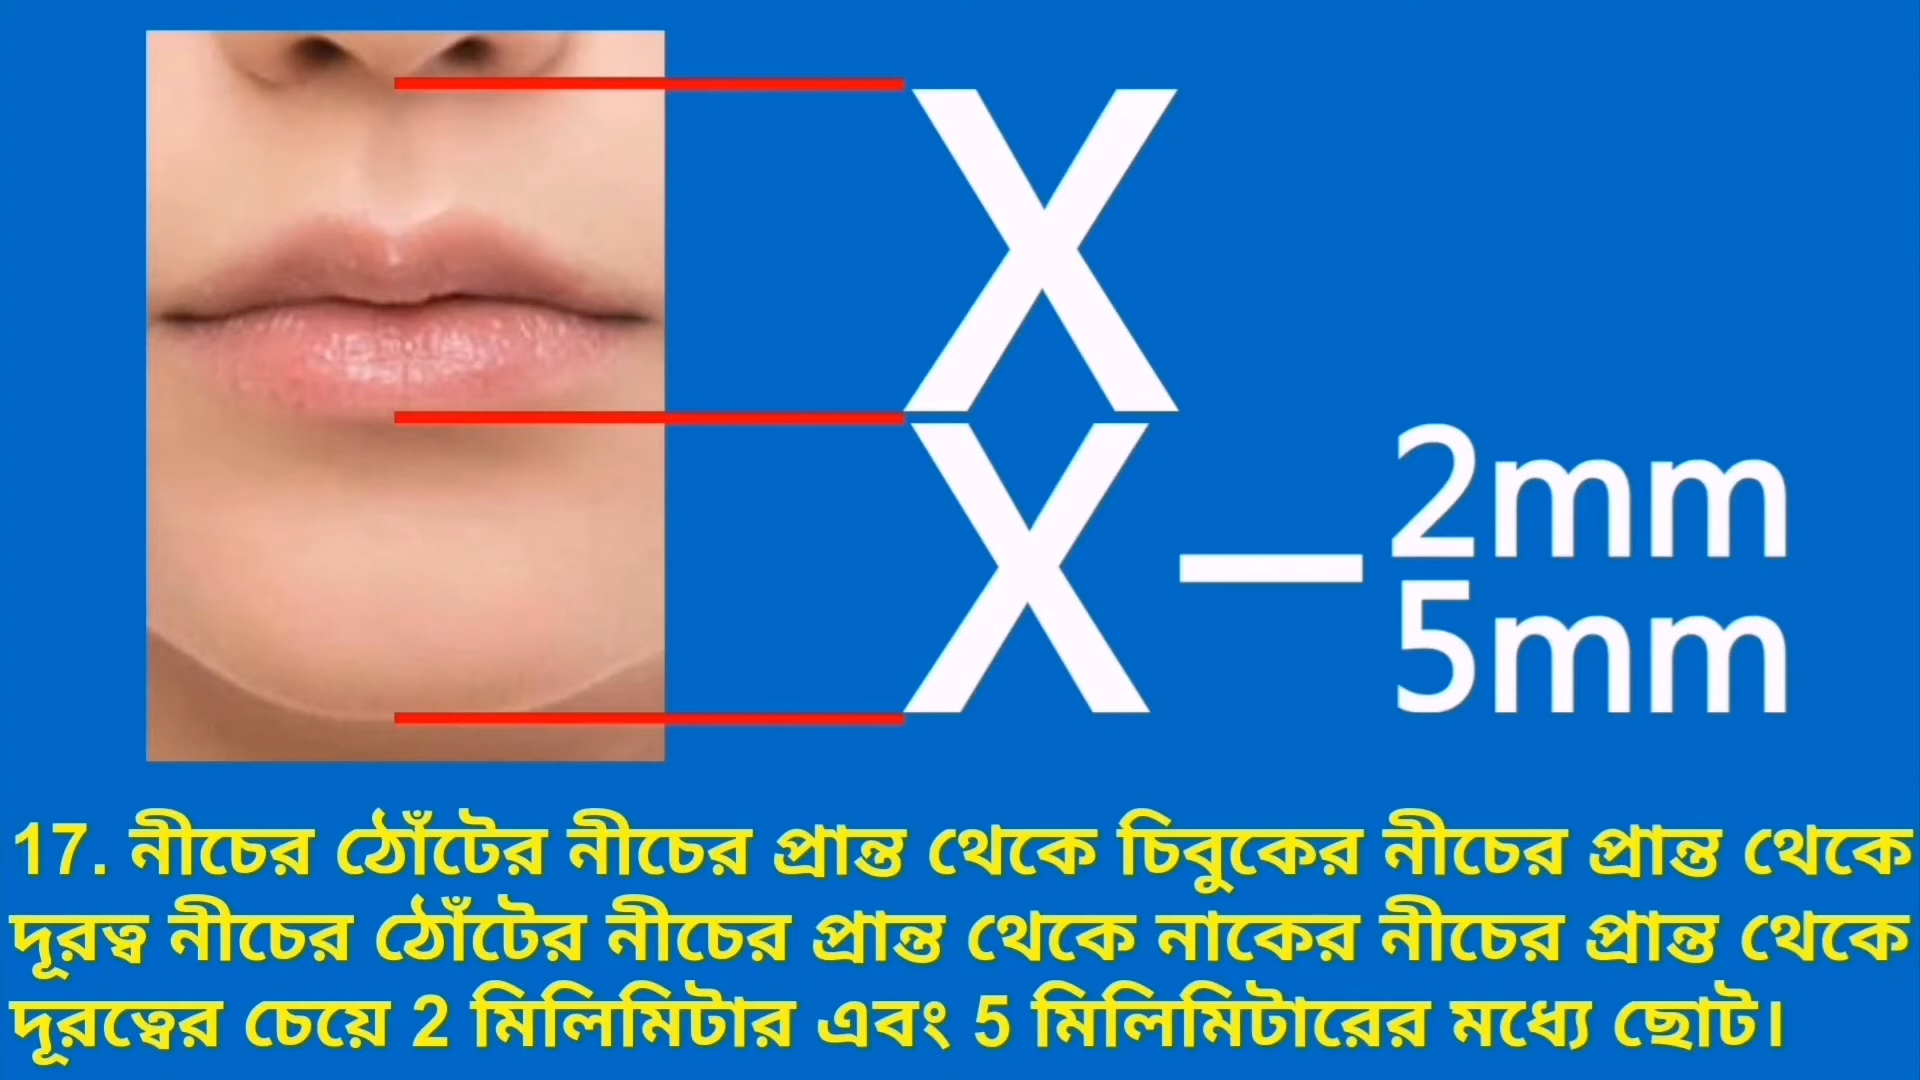 X
X – 2mm
5mm
17. নীচের ঠোঁটের নীচের প্রান্ত থেকে চিবুকের নীচের প্রান্ত থেকে
দূরত্ব নীচের ঠোঁটের নীচের প্রান্ত থেকে নাকের নীচের প্রান্ত থেকে
দূরত্বের চেয়ে 2 মিলিমিটার এবং 5 মিলিমিটারের মধ্যে ছোট।